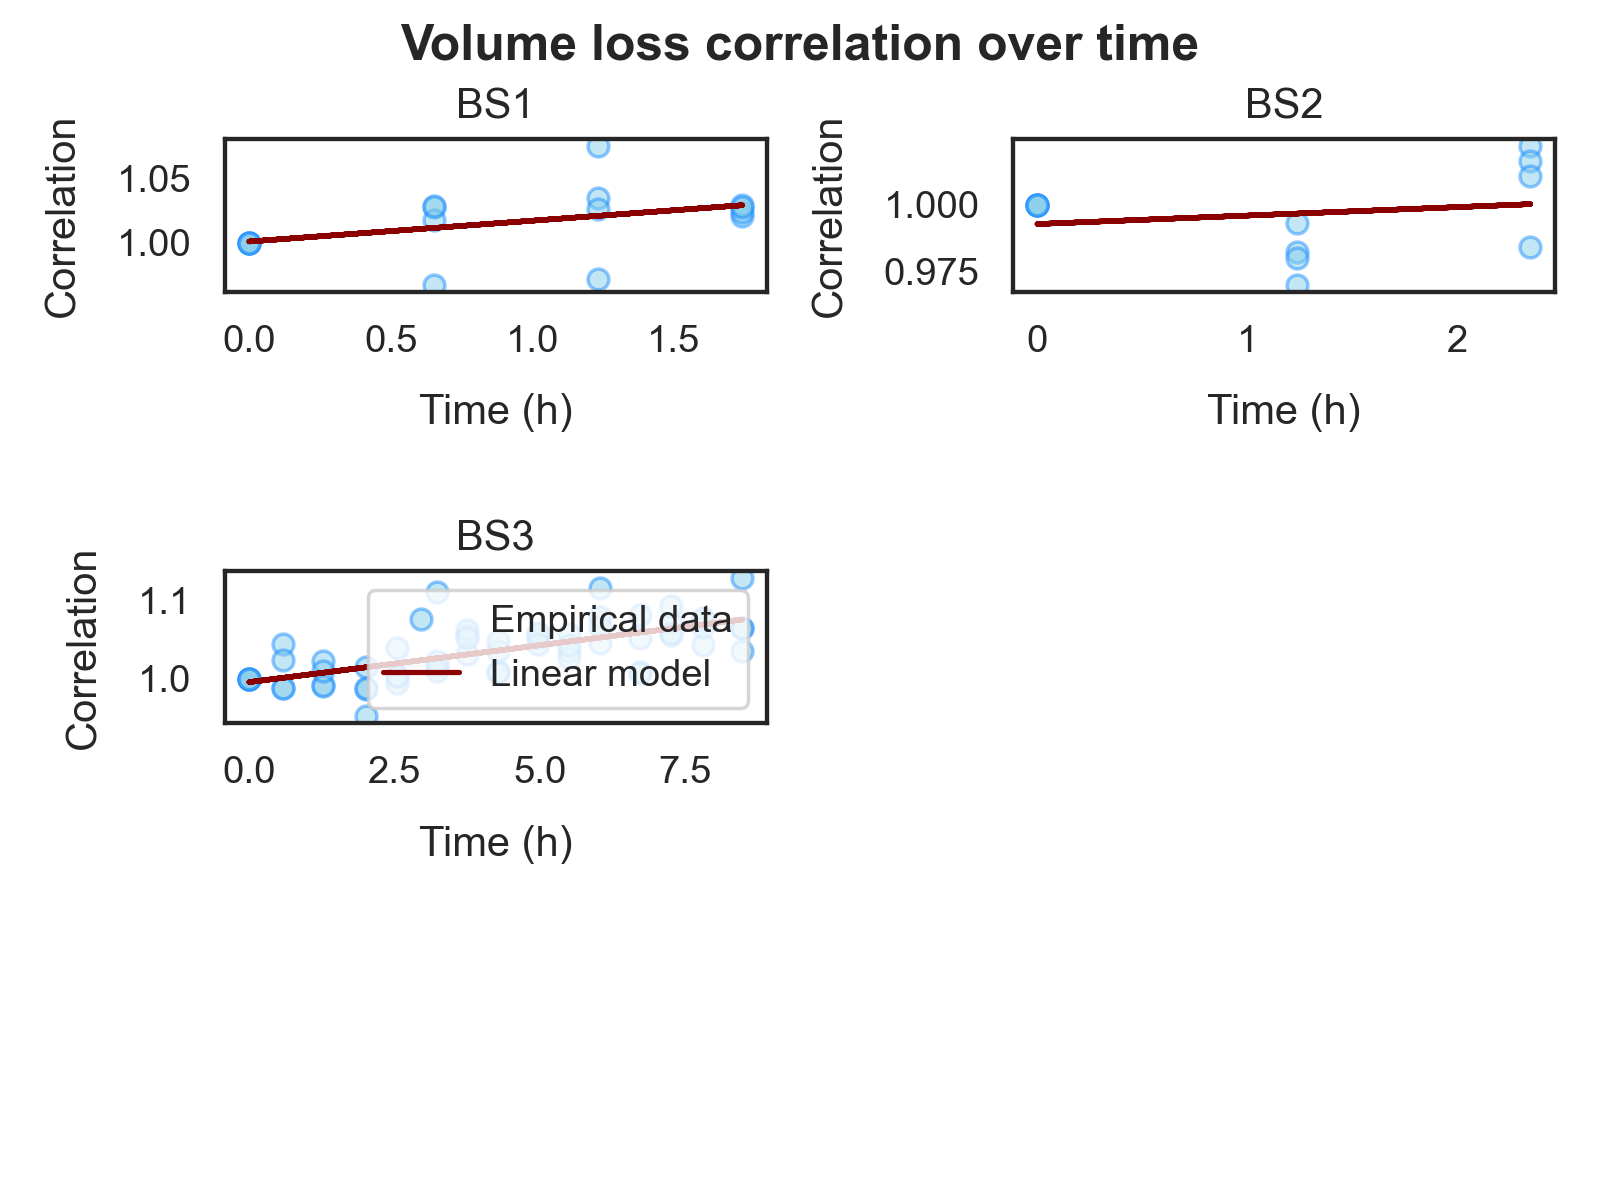 Volume loss correlation over time
BS1
Correlation
1.05
1.00
0.0 0.5 1.0 1.5
Time (h)
BS2
Correlation
1.000
0.975
0 1 2
Time (h)
BS3
Correlation
1.1
1.0
Empirical data
Linear model
0.0 2.5 5.0 7.5
Time (h)